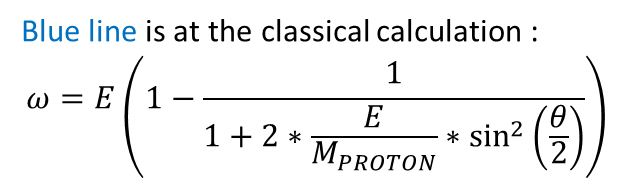 Blue line is at the classical calculation :
ω = E ( 1 − 1 / ( 1 + 2 * E / M_PROTON * sin² ( θ / 2 ) ) )